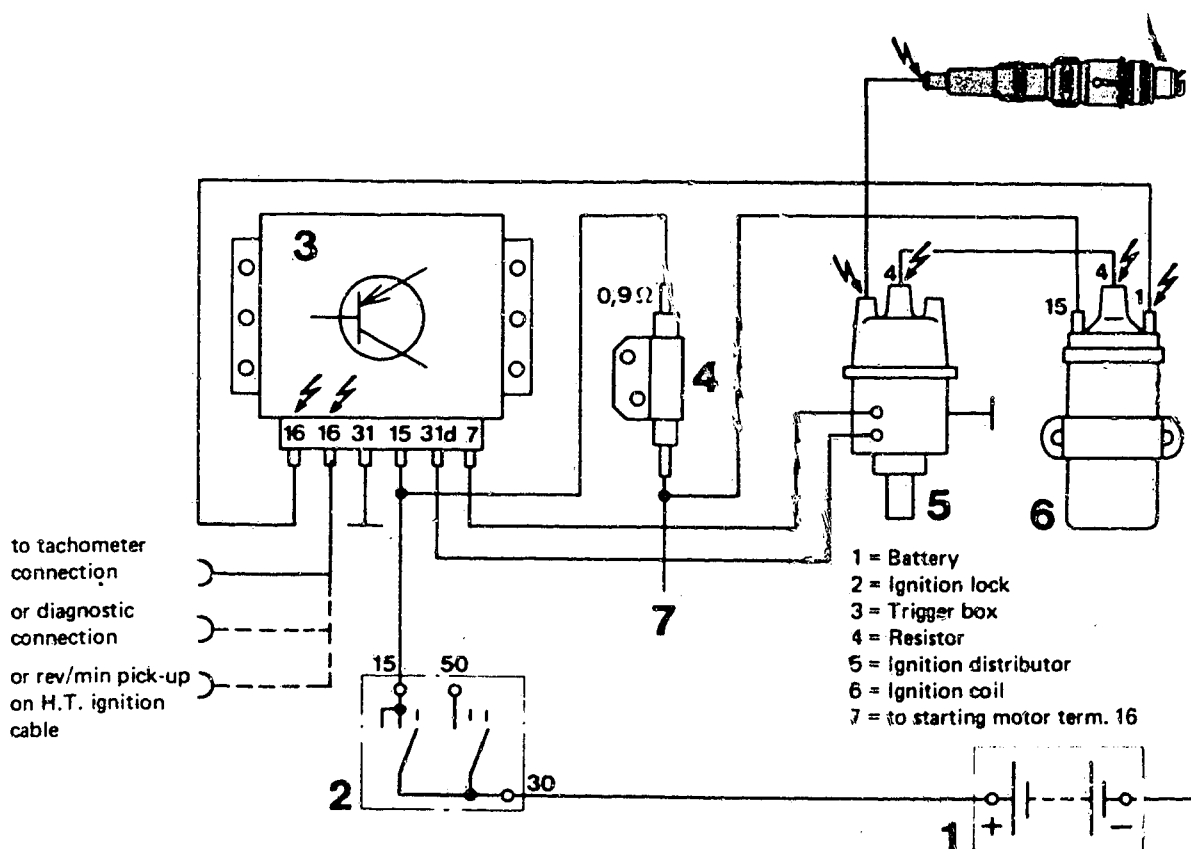 3
0,9 Ω
4
4
4
15
1
16 16 31 15 31d 7
5
6
to tachometer
connection
or diagnostic
connection
or rev/min pick-up
on H.T. ignition
cable
7
1 = Battery
2 = Ignition lock
3 = Trigger box
4 = Resistor
5 = Ignition distributor
6 = Ignition coil
7 = to starting motor term. 16
15 50
2
30
1
+ −